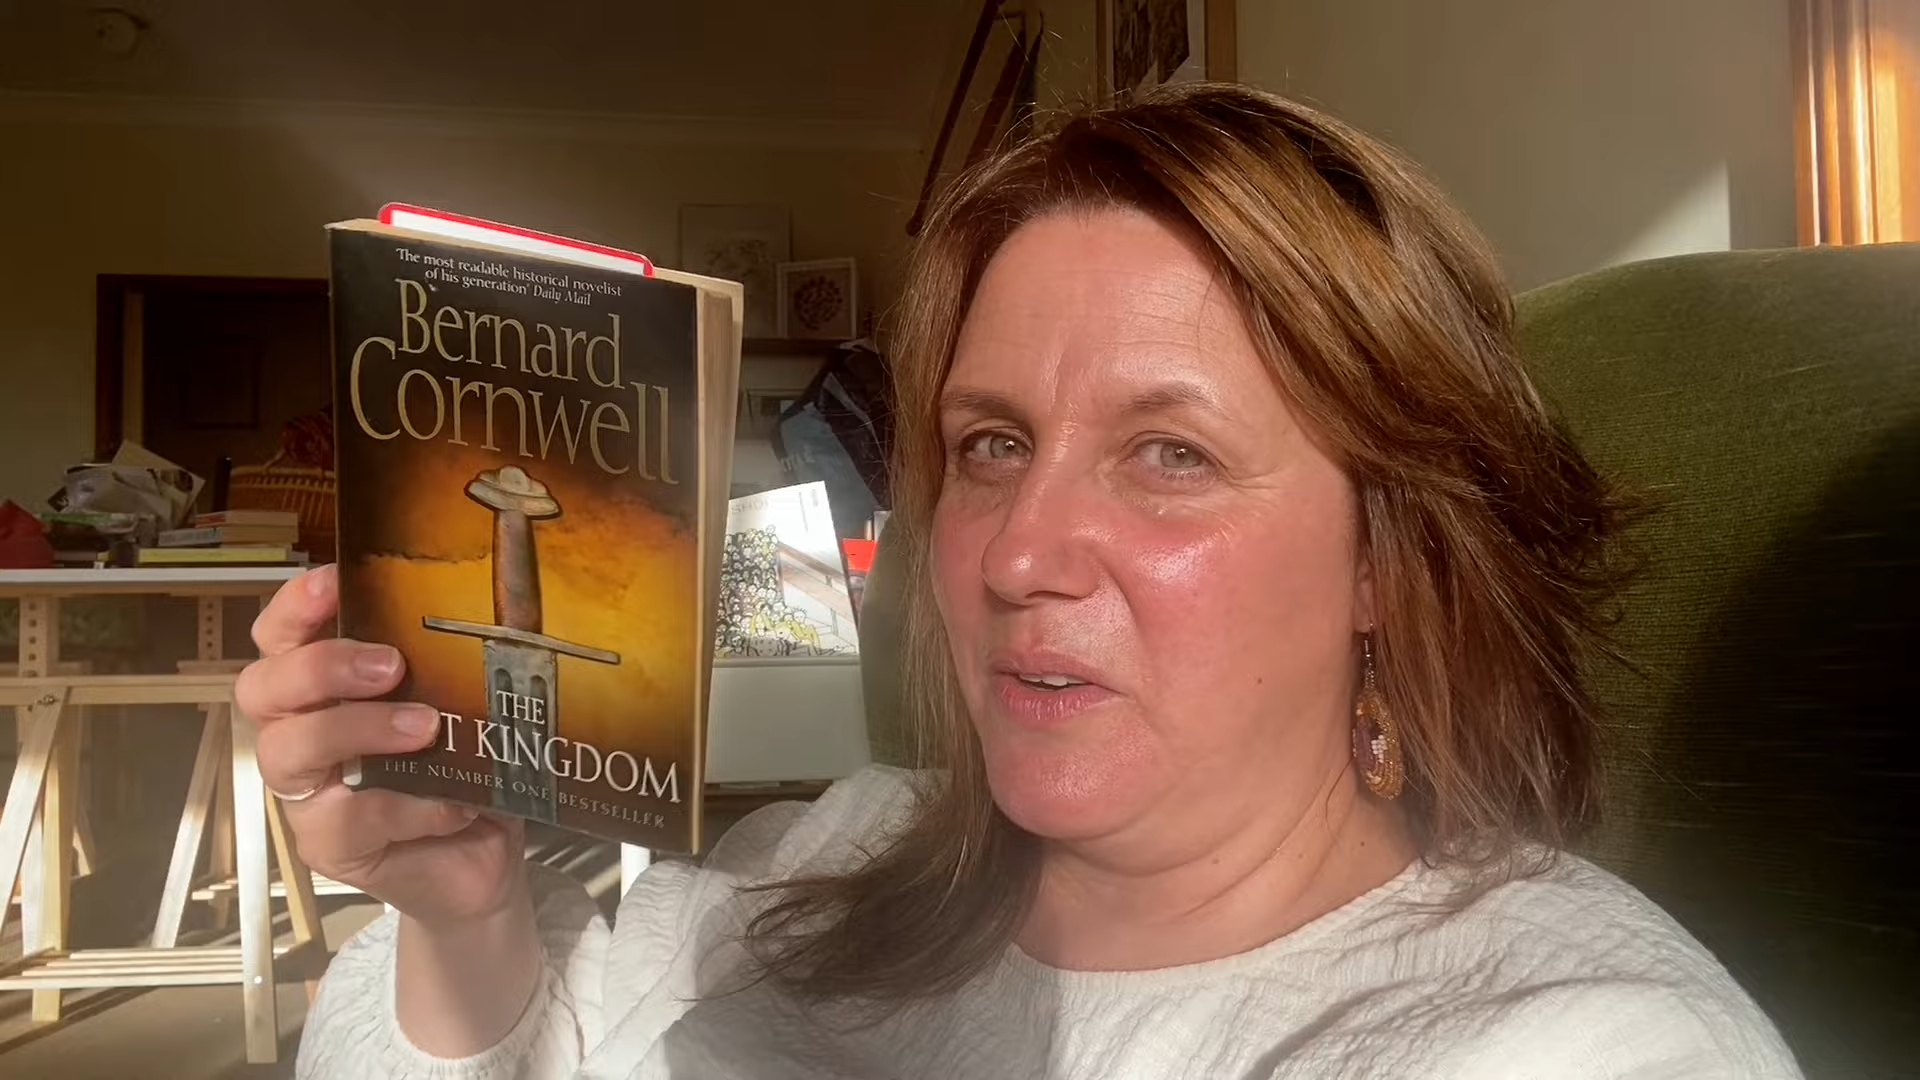 The most readable historical novelist
of his generation' Daily Mail
Bernard
Cornwell
THE
T KINGDOM
THE NUMBER ONE BESTSELLER